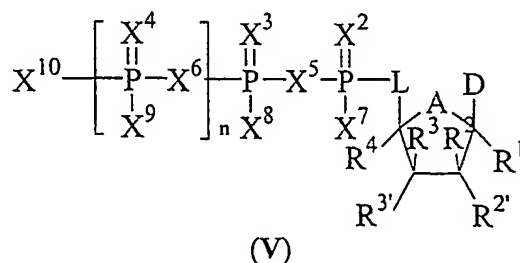 X⁴ X³ X²
X¹⁰ P X⁶ P X⁵ P L A D
X⁹ n X⁸ X⁷ R⁴ R³ R² R¹
R³' R²'
(V)